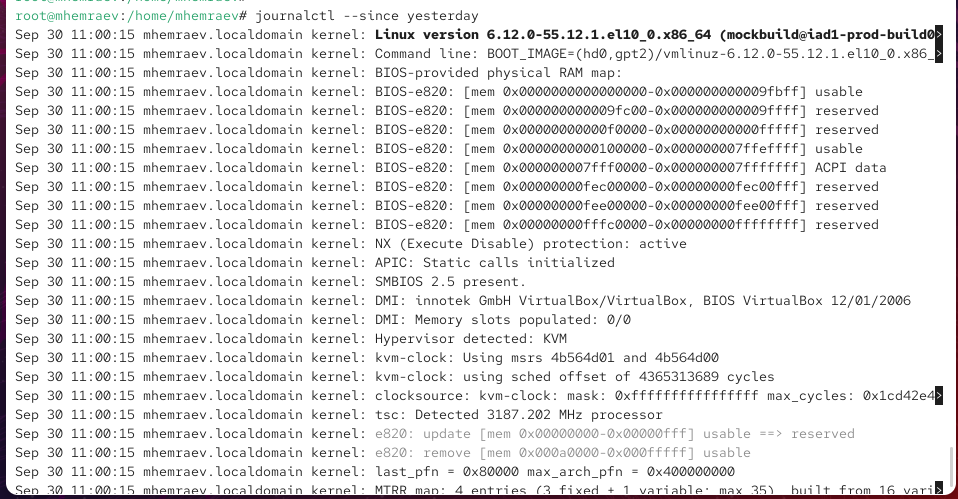 root@mhemraev:/home/mhemraev#
root@mhemraev:/home/mhemraev# journalctl --since yesterday
Sep 30 11:00:15 mhemraev.localdomain kernel: Linux version 6.12.0-55.12.1.el10_0.x86_64 (mockbuild@iad1-prod-build0>
Sep 30 11:00:15 mhemraev.localdomain kernel: Command line: BOOT_IMAGE=(hd0,gpt2)/vmlinuz-6.12.0-55.12.1.el10_0.x86_>
Sep 30 11:00:15 mhemraev.localdomain kernel: BIOS-provided physical RAM map:
Sep 30 11:00:15 mhemraev.localdomain kernel: BIOS-e820: [mem 0x0000000000000000-0x000000000009fbff] usable
Sep 30 11:00:15 mhemraev.localdomain kernel: BIOS-e820: [mem 0x000000000009fc00-0x000000000009ffff] reserved
Sep 30 11:00:15 mhemraev.localdomain kernel: BIOS-e820: [mem 0x00000000000f0000-0x00000000000fffff] reserved
Sep 30 11:00:15 mhemraev.localdomain kernel: BIOS-e820: [mem 0x0000000000100000-0x000000007ffeffff] usable
Sep 30 11:00:15 mhemraev.localdomain kernel: BIOS-e820: [mem 0x000000007fff0000-0x000000007fffffff] ACPI data
Sep 30 11:00:15 mhemraev.localdomain kernel: BIOS-e820: [mem 0x00000000fec00000-0x00000000fec00fff] reserved
Sep 30 11:00:15 mhemraev.localdomain kernel: BIOS-e820: [mem 0x00000000fee00000-0x00000000fee00fff] reserved
Sep 30 11:00:15 mhemraev.localdomain kernel: BIOS-e820: [mem 0x00000000fffc0000-0x00000000ffffffff] reserved
Sep 30 11:00:15 mhemraev.localdomain kernel: NX (Execute Disable) protection: active
Sep 30 11:00:15 mhemraev.localdomain kernel: APIC: Static calls initialized
Sep 30 11:00:15 mhemraev.localdomain kernel: SMBIOS 2.5 present.
Sep 30 11:00:15 mhemraev.localdomain kernel: DMI: innotek GmbH VirtualBox/VirtualBox, BIOS VirtualBox 12/01/2006
Sep 30 11:00:15 mhemraev.localdomain kernel: DMI: Memory slots populated: 0/0
Sep 30 11:00:15 mhemraev.localdomain kernel: Hypervisor detected: KVM
Sep 30 11:00:15 mhemraev.localdomain kernel: kvm-clock: Using msrs 4b564d01 and 4b564d00
Sep 30 11:00:15 mhemraev.localdomain kernel: kvm-clock: using sched offset of 4365313689 cycles
Sep 30 11:00:15 mhemraev.localdomain kernel: clocksource: kvm-clock: mask: 0xffffffffffffffff max_cycles: 0x1cd42e4>
Sep 30 11:00:15 mhemraev.localdomain kernel: tsc: Detected 3187.202 MHz processor
Sep 30 11:00:15 mhemraev.localdomain kernel: e820: update [mem 0x00000000-0x00000fff] usable ==> reserved
Sep 30 11:00:15 mhemraev.localdomain kernel: e820: remove [mem 0x000a0000-0x000fffff] usable
Sep 30 11:00:15 mhemraev.localdomain kernel: last_pfn = 0x80000 max_arch_pfn = 0x400000000
Sep 30 11:00:15 mhemraev.localdomain kernel: MTRR map: 4 entries (3 fixed + 1 variable; max 35), built from 16 varia>